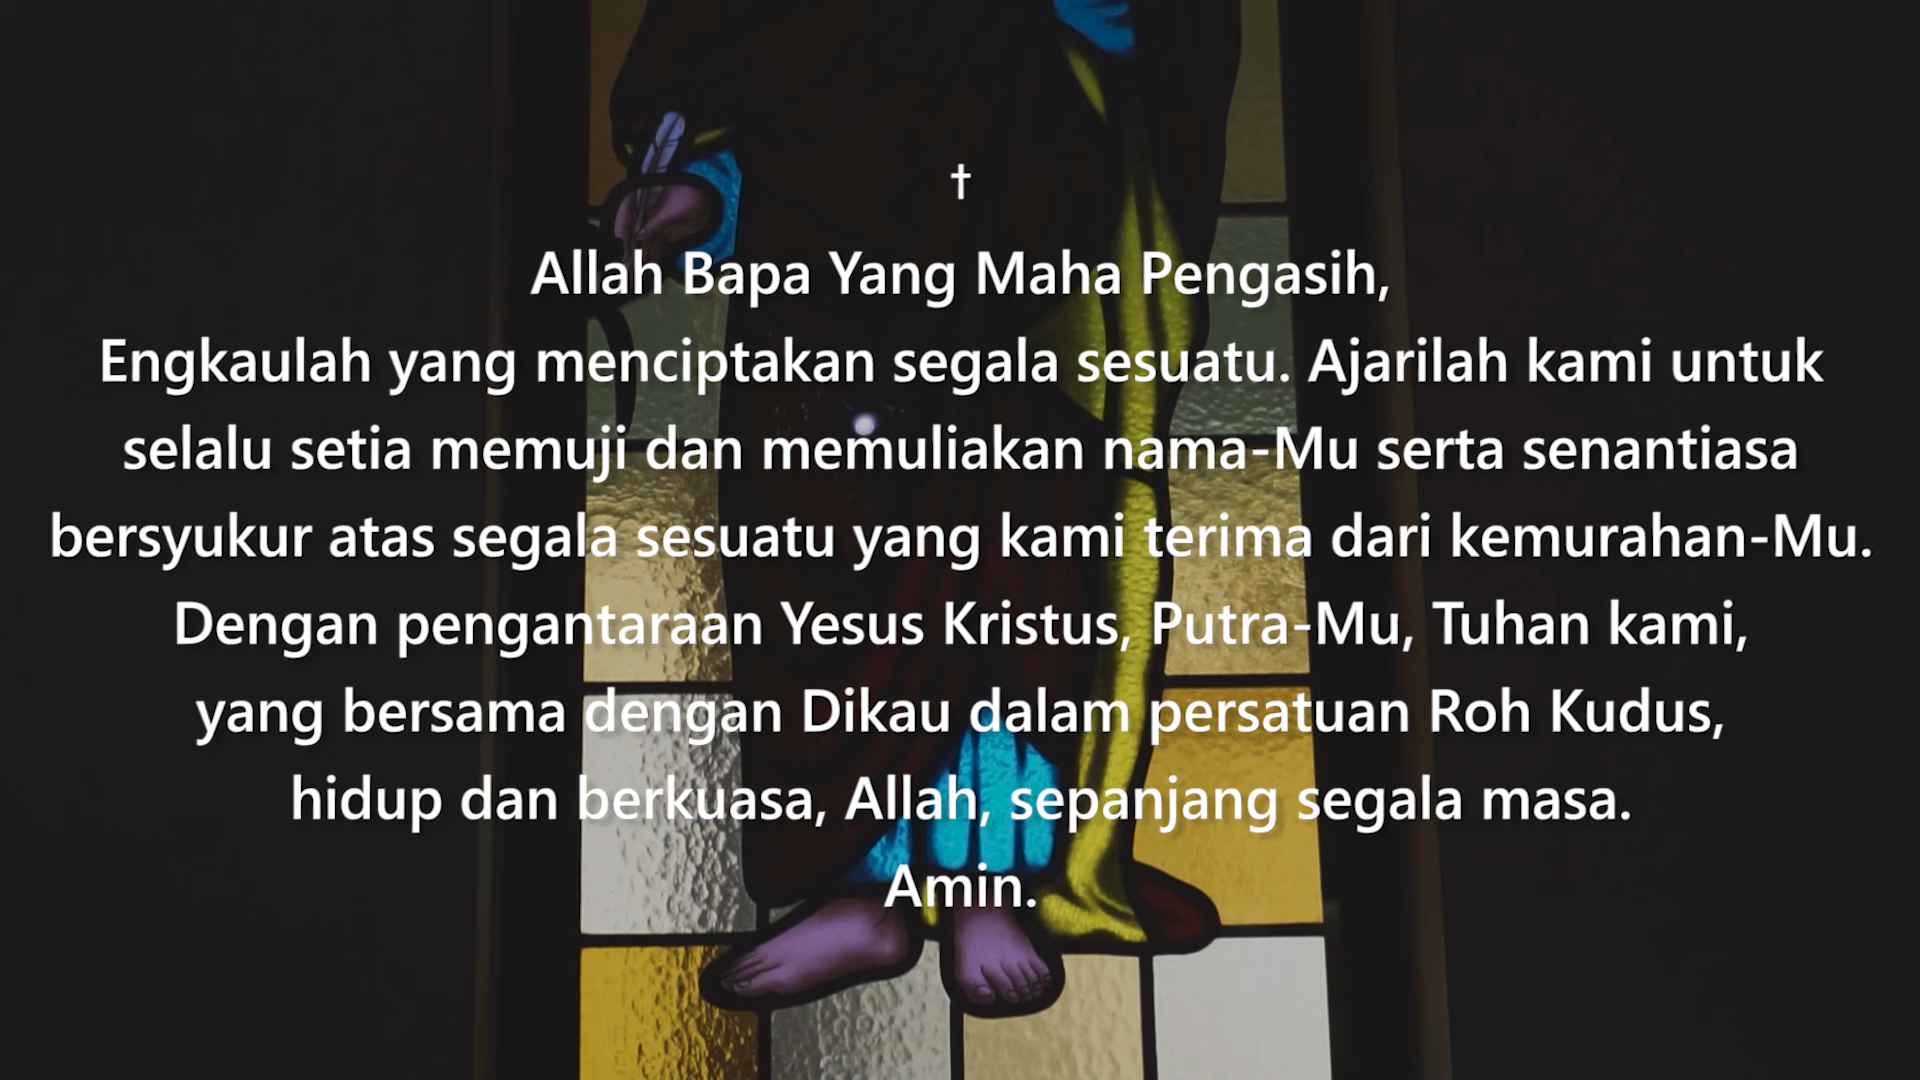 †
Allah Bapa Yang Maha Pengasih,
Engkaulah yang menciptakan segala sesuatu. Ajarilah kami untuk
selalu setia memuji dan memuliakan nama-Mu serta senantiasa
bersyukur atas segala sesuatu yang kami terima dari kemurahan-Mu.
Dengan pengantaraan Yesus Kristus, Putra-Mu, Tuhan kami,
yang bersama dengan Dikau dalam persatuan Roh Kudus,
hidup dan berkuasa, Allah, sepanjang segala masa.
Amin.